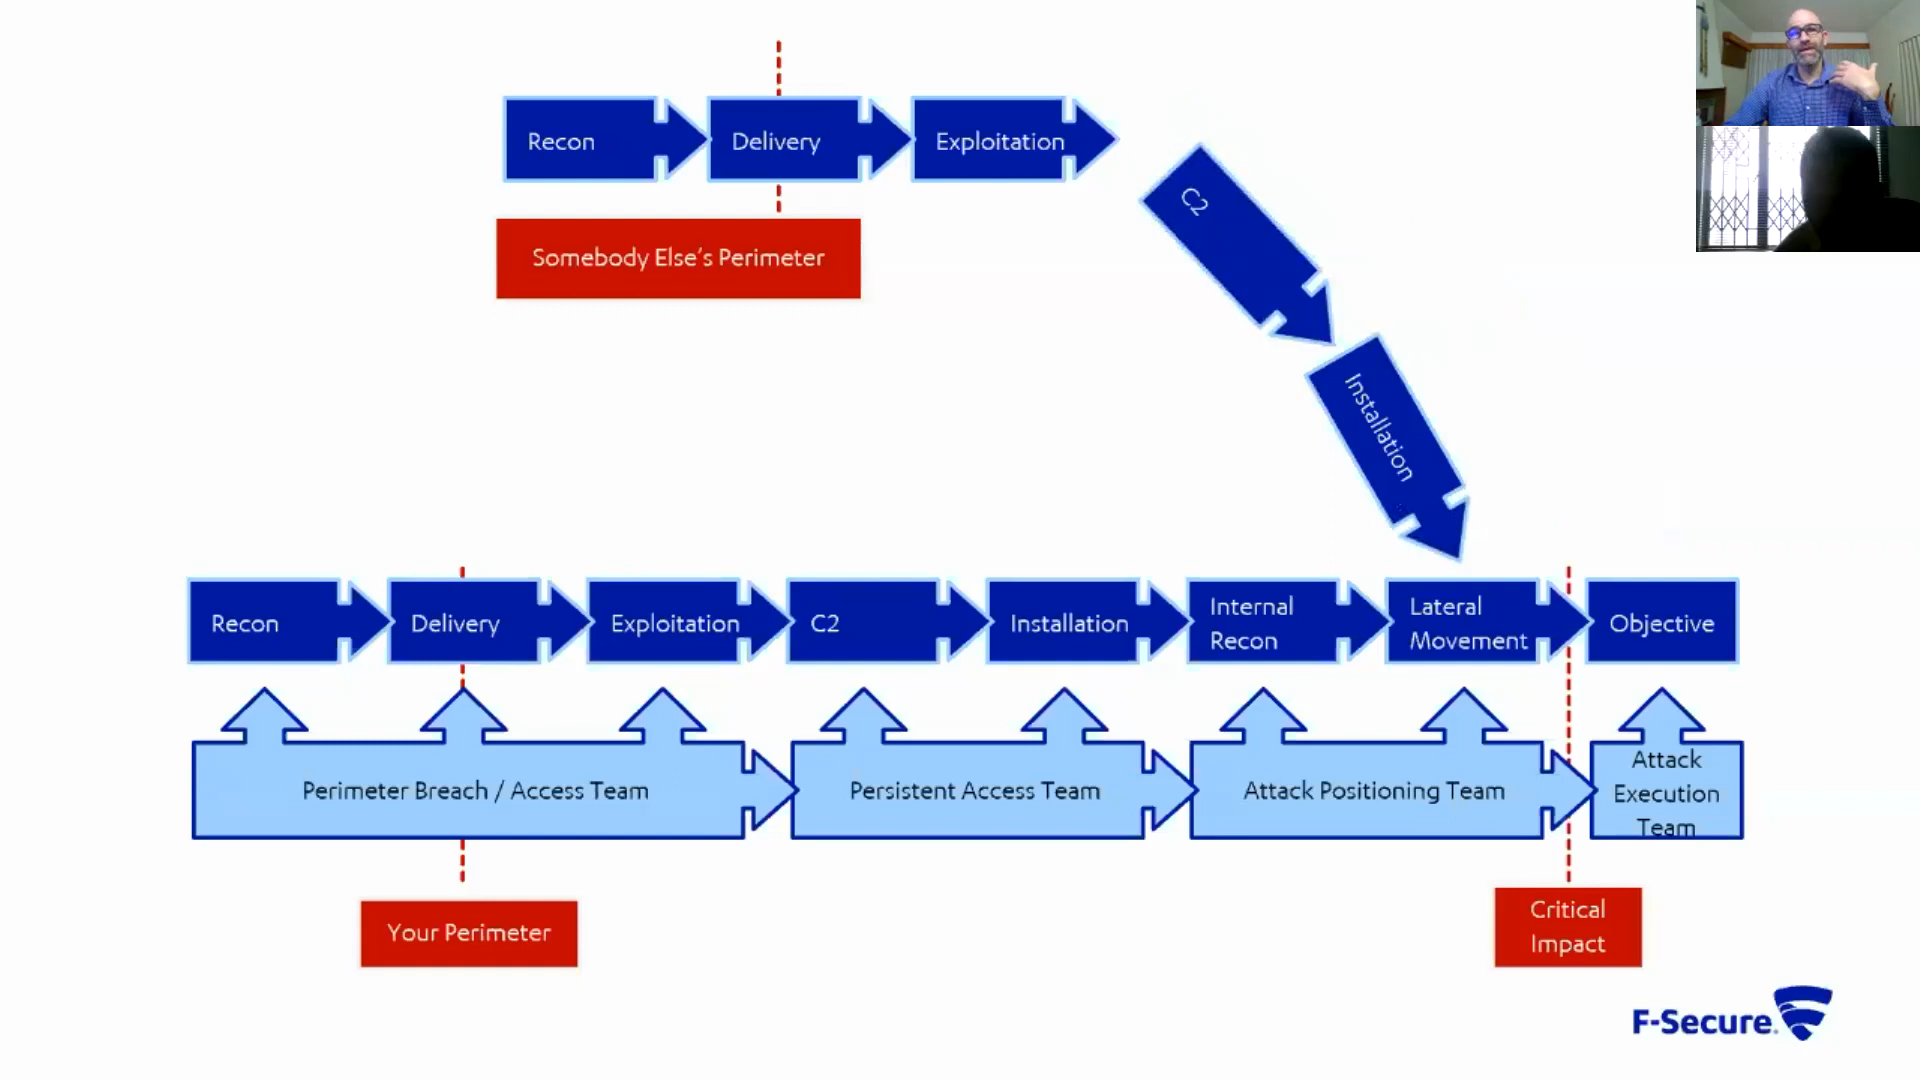 Recon
Delivery
Exploitation
Somebody Else's Perimeter
C2
Installation
Recon
Delivery
Exploitation
C2
Installation
Internal
Recon
Lateral
Movement
Objective
Perimeter Breach / Access Team
Persistent Access Team
Attack Positioning Team
Attack
Execution
Team
Your Perimeter
Critical
Impact
F-Secure.